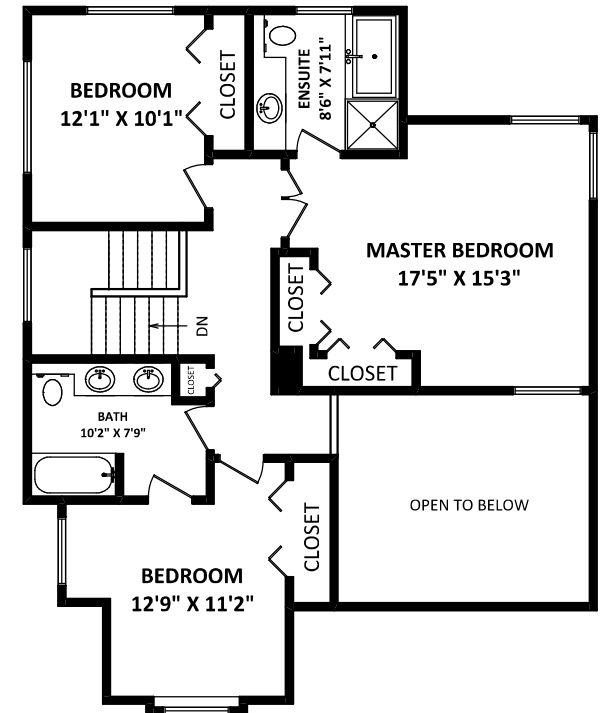 BEDROOM
12'1" X 10'1"
CLOSET
ENSUITE
8'6" X 7'11"
MASTER BEDROOM
17'5" X 15'3"
CLOSET
CLOSET
DN
CLOSET
BATH
10'2" X 7'9"
OPEN TO BELOW
CLOSET
BEDROOM
12'9" X 11'2"